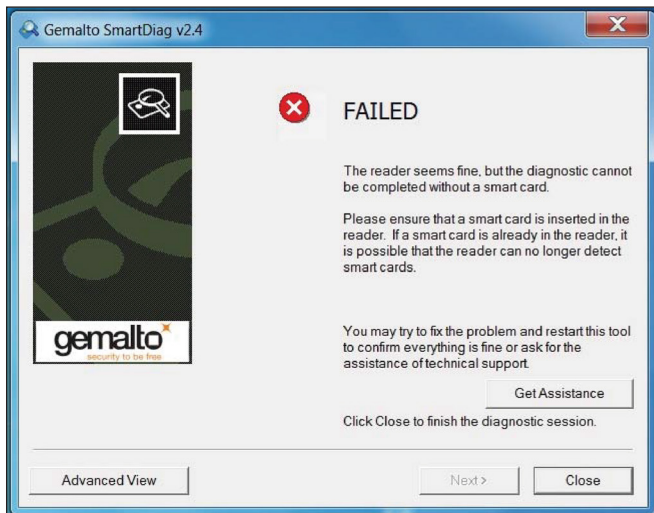 Gemalto SmartDiag v2.4
FAILED
The reader seems fine, but the diagnostic cannot
be completed without a smart card.
Please ensure that a smart card is inserted in the
reader. If a smart card is already in the reader, it
is possible that the reader can no longer detect
smart cards.
gemalto
security to be free
You may try to fix the problem and restart this tool
to confirm everything is fine or ask for the
assistance of technical support.
Get Assistance
Click Close to finish the diagnostic session.
Advanced View
Next >
Close